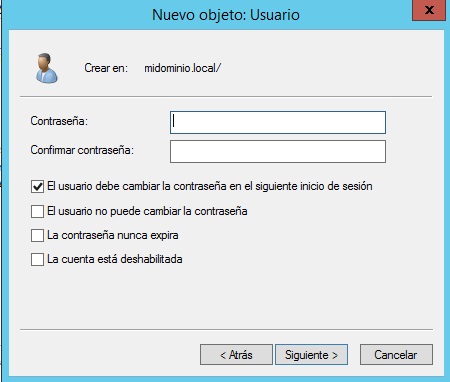 Nuevo objeto: Usuario
x
Crear en: midominio.local/
Contraseña:
Confirmar contraseña:
El usuario debe cambiar la contraseña en el siguiente inicio de sesión
El usuario no puede cambiar la contraseña
La contraseña nunca expira
La cuenta está deshabilitada
< Atrás Siguiente > Cancelar